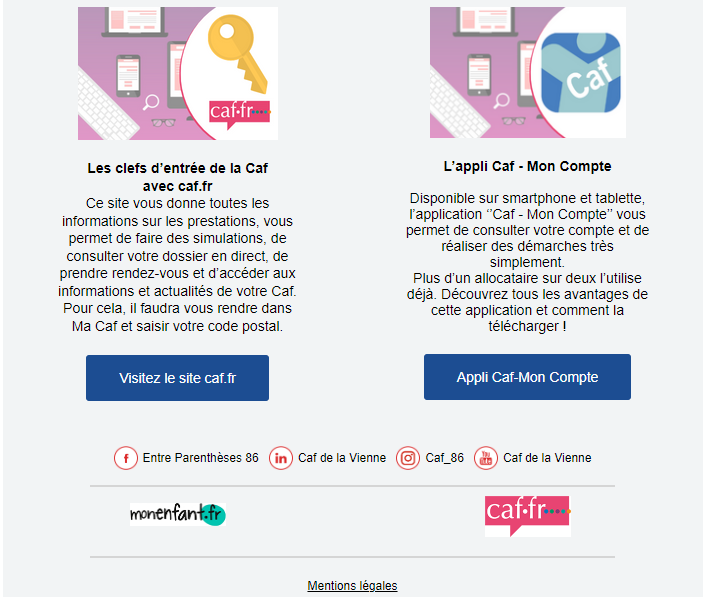 caf.fr
Caf
Les clefs d'entrée de la Caf
avec caf.fr
Ce site vous donne toutes les
informations sur les prestations, vous
permet de faire des simulations, de
consulter votre dossier en direct, de
prendre rendez-vous et d'accéder aux
informations et actualités de votre Caf.
Pour cela, il faudra vous rendre dans
Ma Caf et saisir votre code postal.
Visitez le site caf.fr
L'appli Caf - Mon Compte
Disponible sur smartphone et tablette,
l'application ‘'Caf - Mon Compte’' vous
permet de consulter votre compte et de
réaliser des démarches très
simplement.
Plus d'un allocataire sur deux l'utilise
déjà. Découvrez tous les avantages de
cette application et comment la
télécharger !
Appli Caf-Mon Compte
f Entre Parenthèses 86 in Caf de la Vienne Caf_86 You Tube Caf de la Vienne
monenfant.fr caf.fr
Mentions légales